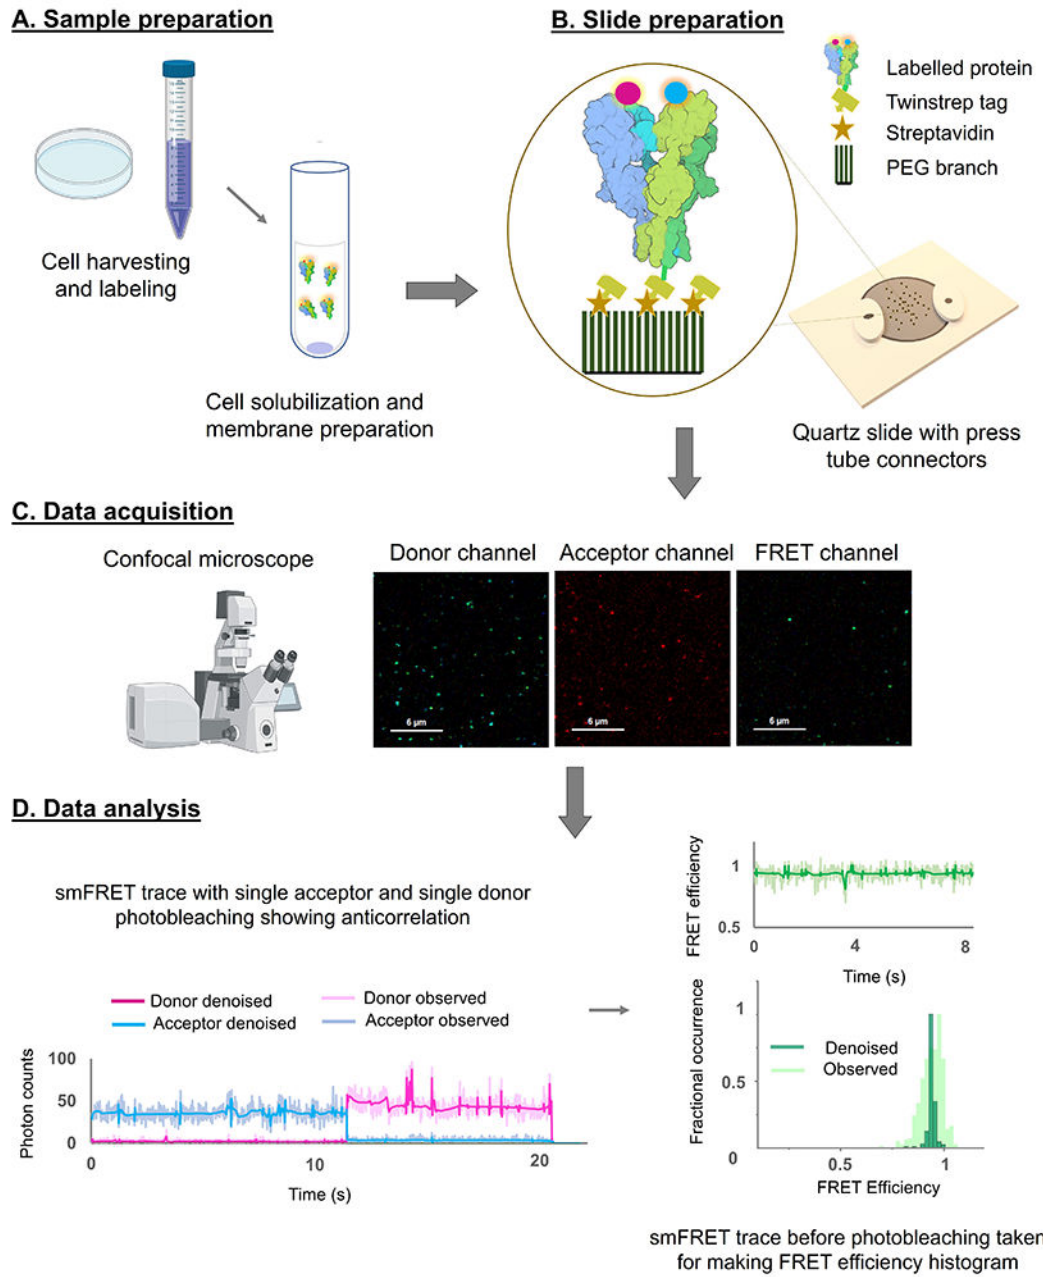 A. Sample preparation
B. Slide preparation
Labelled protein
Twinstrep tag
Streptavidin
PEG branch
Cell harvesting
and labeling
Cell solubilization and
membrane preparation
Quartz slide with press
tube connectors
C. Data acquisition
Confocal microscope
Donor channel
Acceptor channel
FRET channel
6 μm
6 μm
6 μm
D. Data analysis
smFRET trace with single acceptor and single donor
photobleaching showing anticorrelation
Donor denoised
Donor observed
Acceptor denoised
Acceptor observed
Photon counts
100
50
0
0
10
20
Time (s)
FRET efficiency
1
0.5
0
4
8
Time (s)
Fractional occurrence
1
0.5
0
Denoised
Observed
0.5
1
FRET Efficiency
smFRET trace before photobleaching taken
for making FRET efficiency histogram